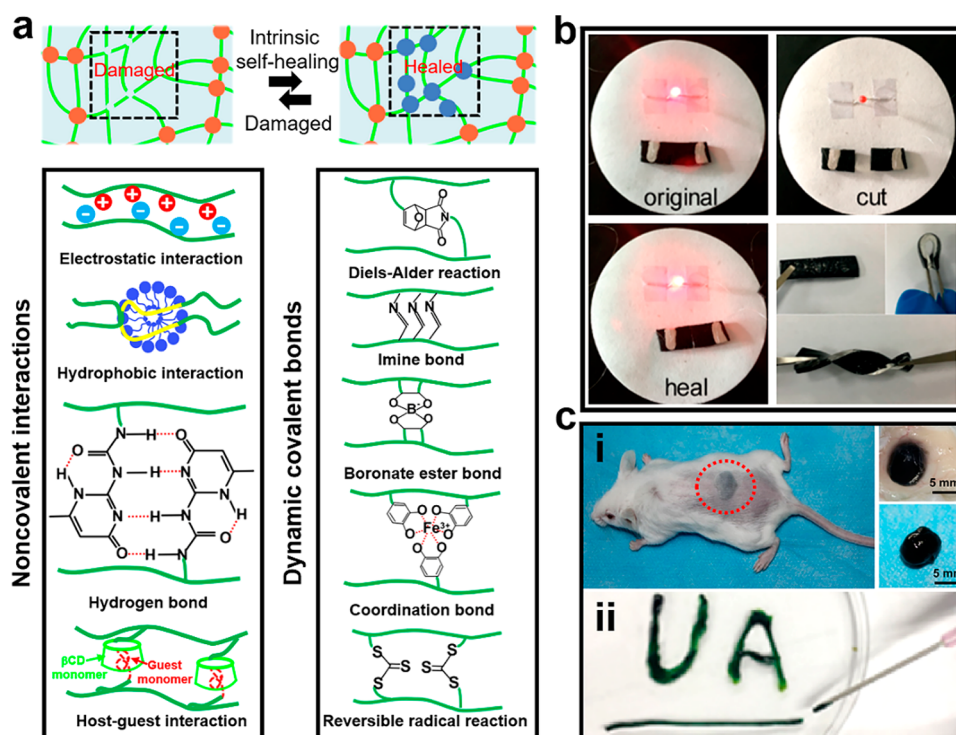 a
Damaged
Intrinsic
self-healing
Damaged
Healed
Noncovalent interactions
+ + + +
− − − −
Electrostatic interaction
Hydrophobic interaction
N H O
O N H N
H N
N H N O H
O H N
Hydrogen bond
βCD
monomer
Guest
monomer
Host-guest interaction
Dynamic covalent bonds
O
O N
O
Diels-Alder reaction
N N N
Imine bond
O O
B⁻
O O
Boronate ester bond
O O
O Fe³⁺ O
O O
Coordination bond
S S
S S
S S
Reversible radical reaction
b
original
cut
heal
c
i
5 mm
5 mm
ii
UA